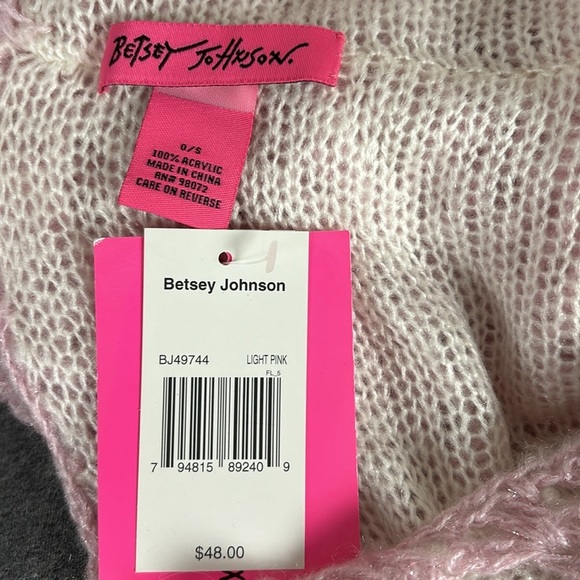 BETSEY JOHNSON.
O/S
100% ACRYLIC
MADE IN CHINA
RN# 98072
CARE ON REVERSE
Betsey Johnson
BJ49744 LIGHT PINK
FL_5
7 94815 89240 9
$48.00
X